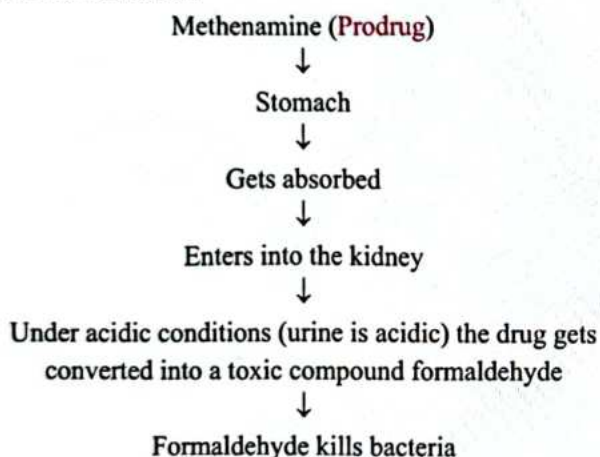 Methenamine (Prodrug)
↓
Stomach
↓
Gets absorbed
↓
Enters into the kidney
↓
Under acidic conditions (urine is acidic) the drug gets
converted into a toxic compound formaldehyde
↓
Formaldehyde kills bacteria